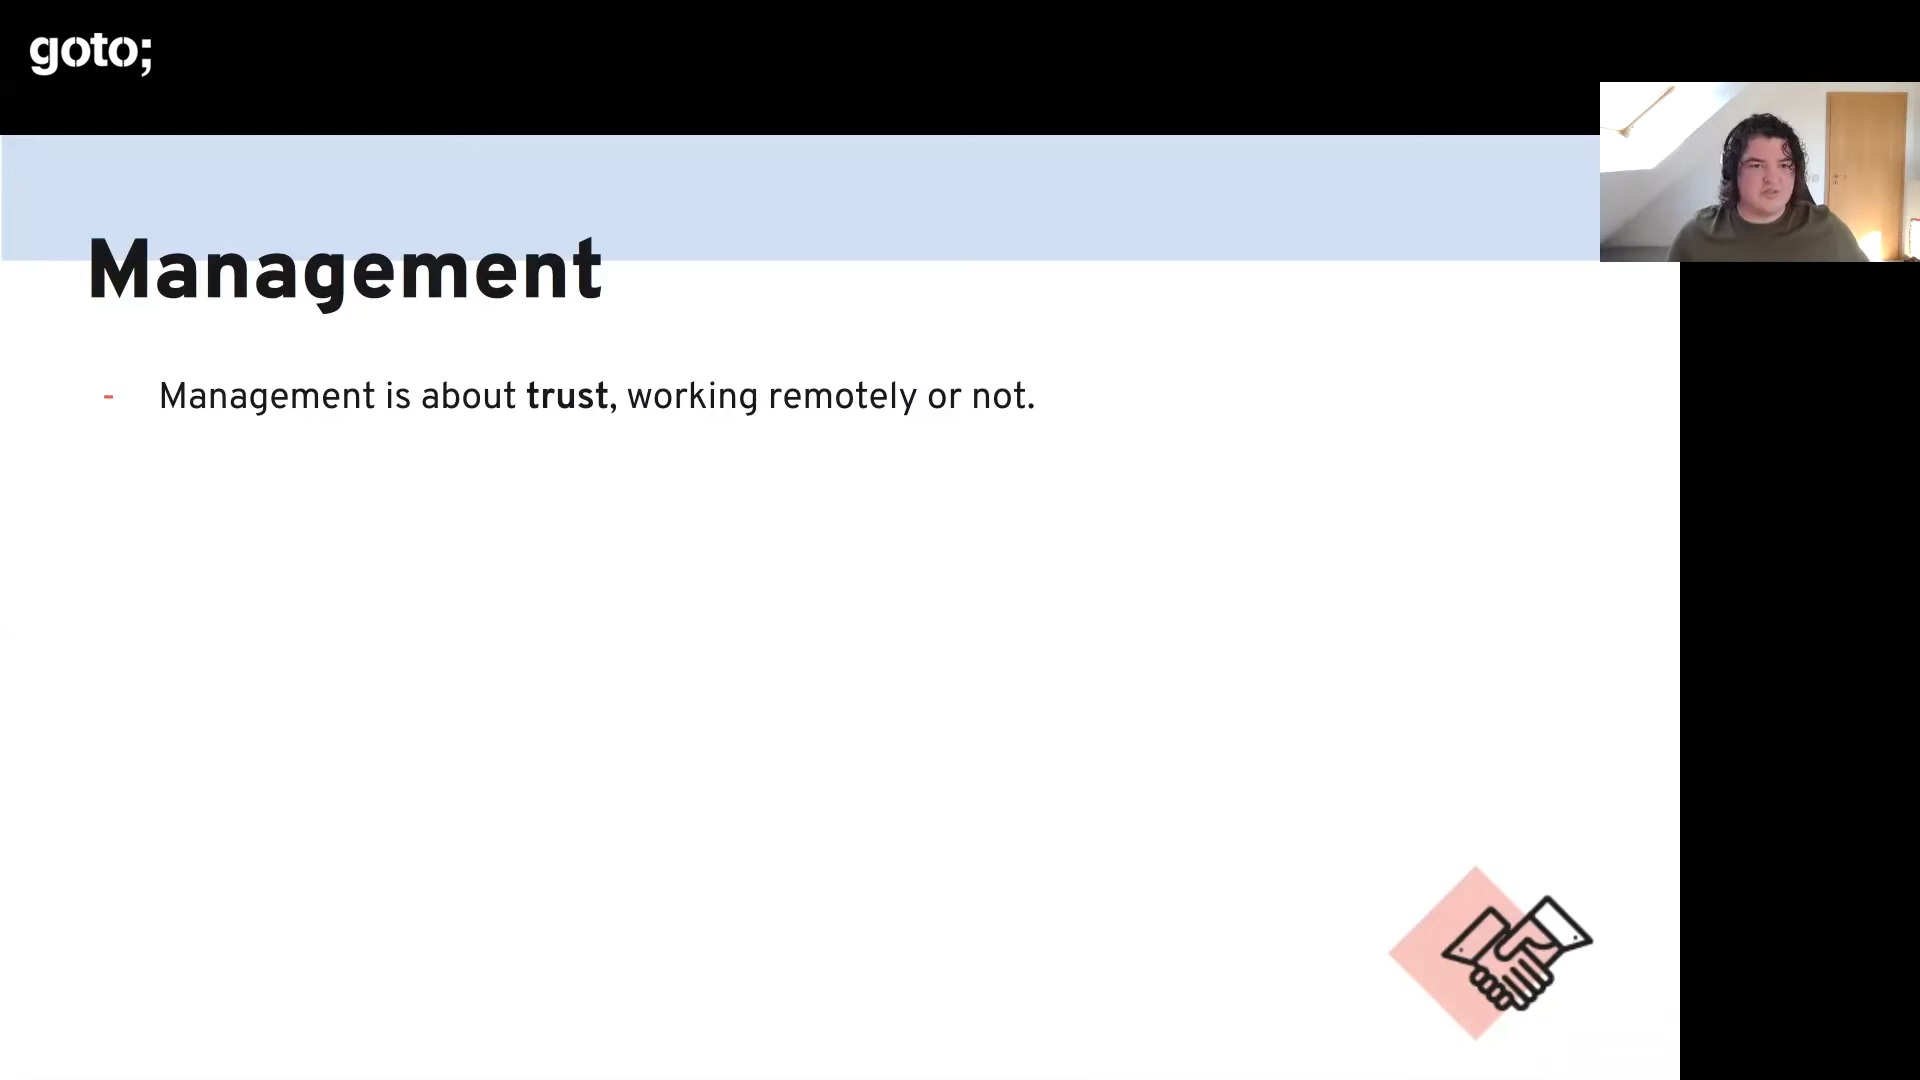 goto;
Management
- Management is about trust, working remotely or not.